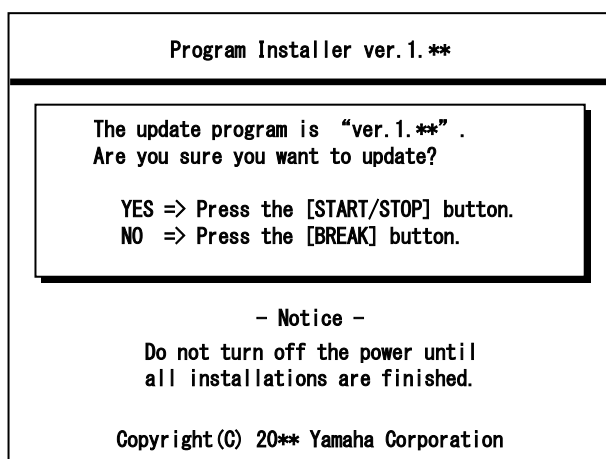 Program Installer ver.1.**
The update program is “ver.1.**”.
Are you sure you want to update?
YES => Press the [START/STOP] button.
NO => Press the [BREAK] button.
- Notice -
Do not turn off the power until
all installations are finished.
Copyright(C) 20** Yamaha Corporation